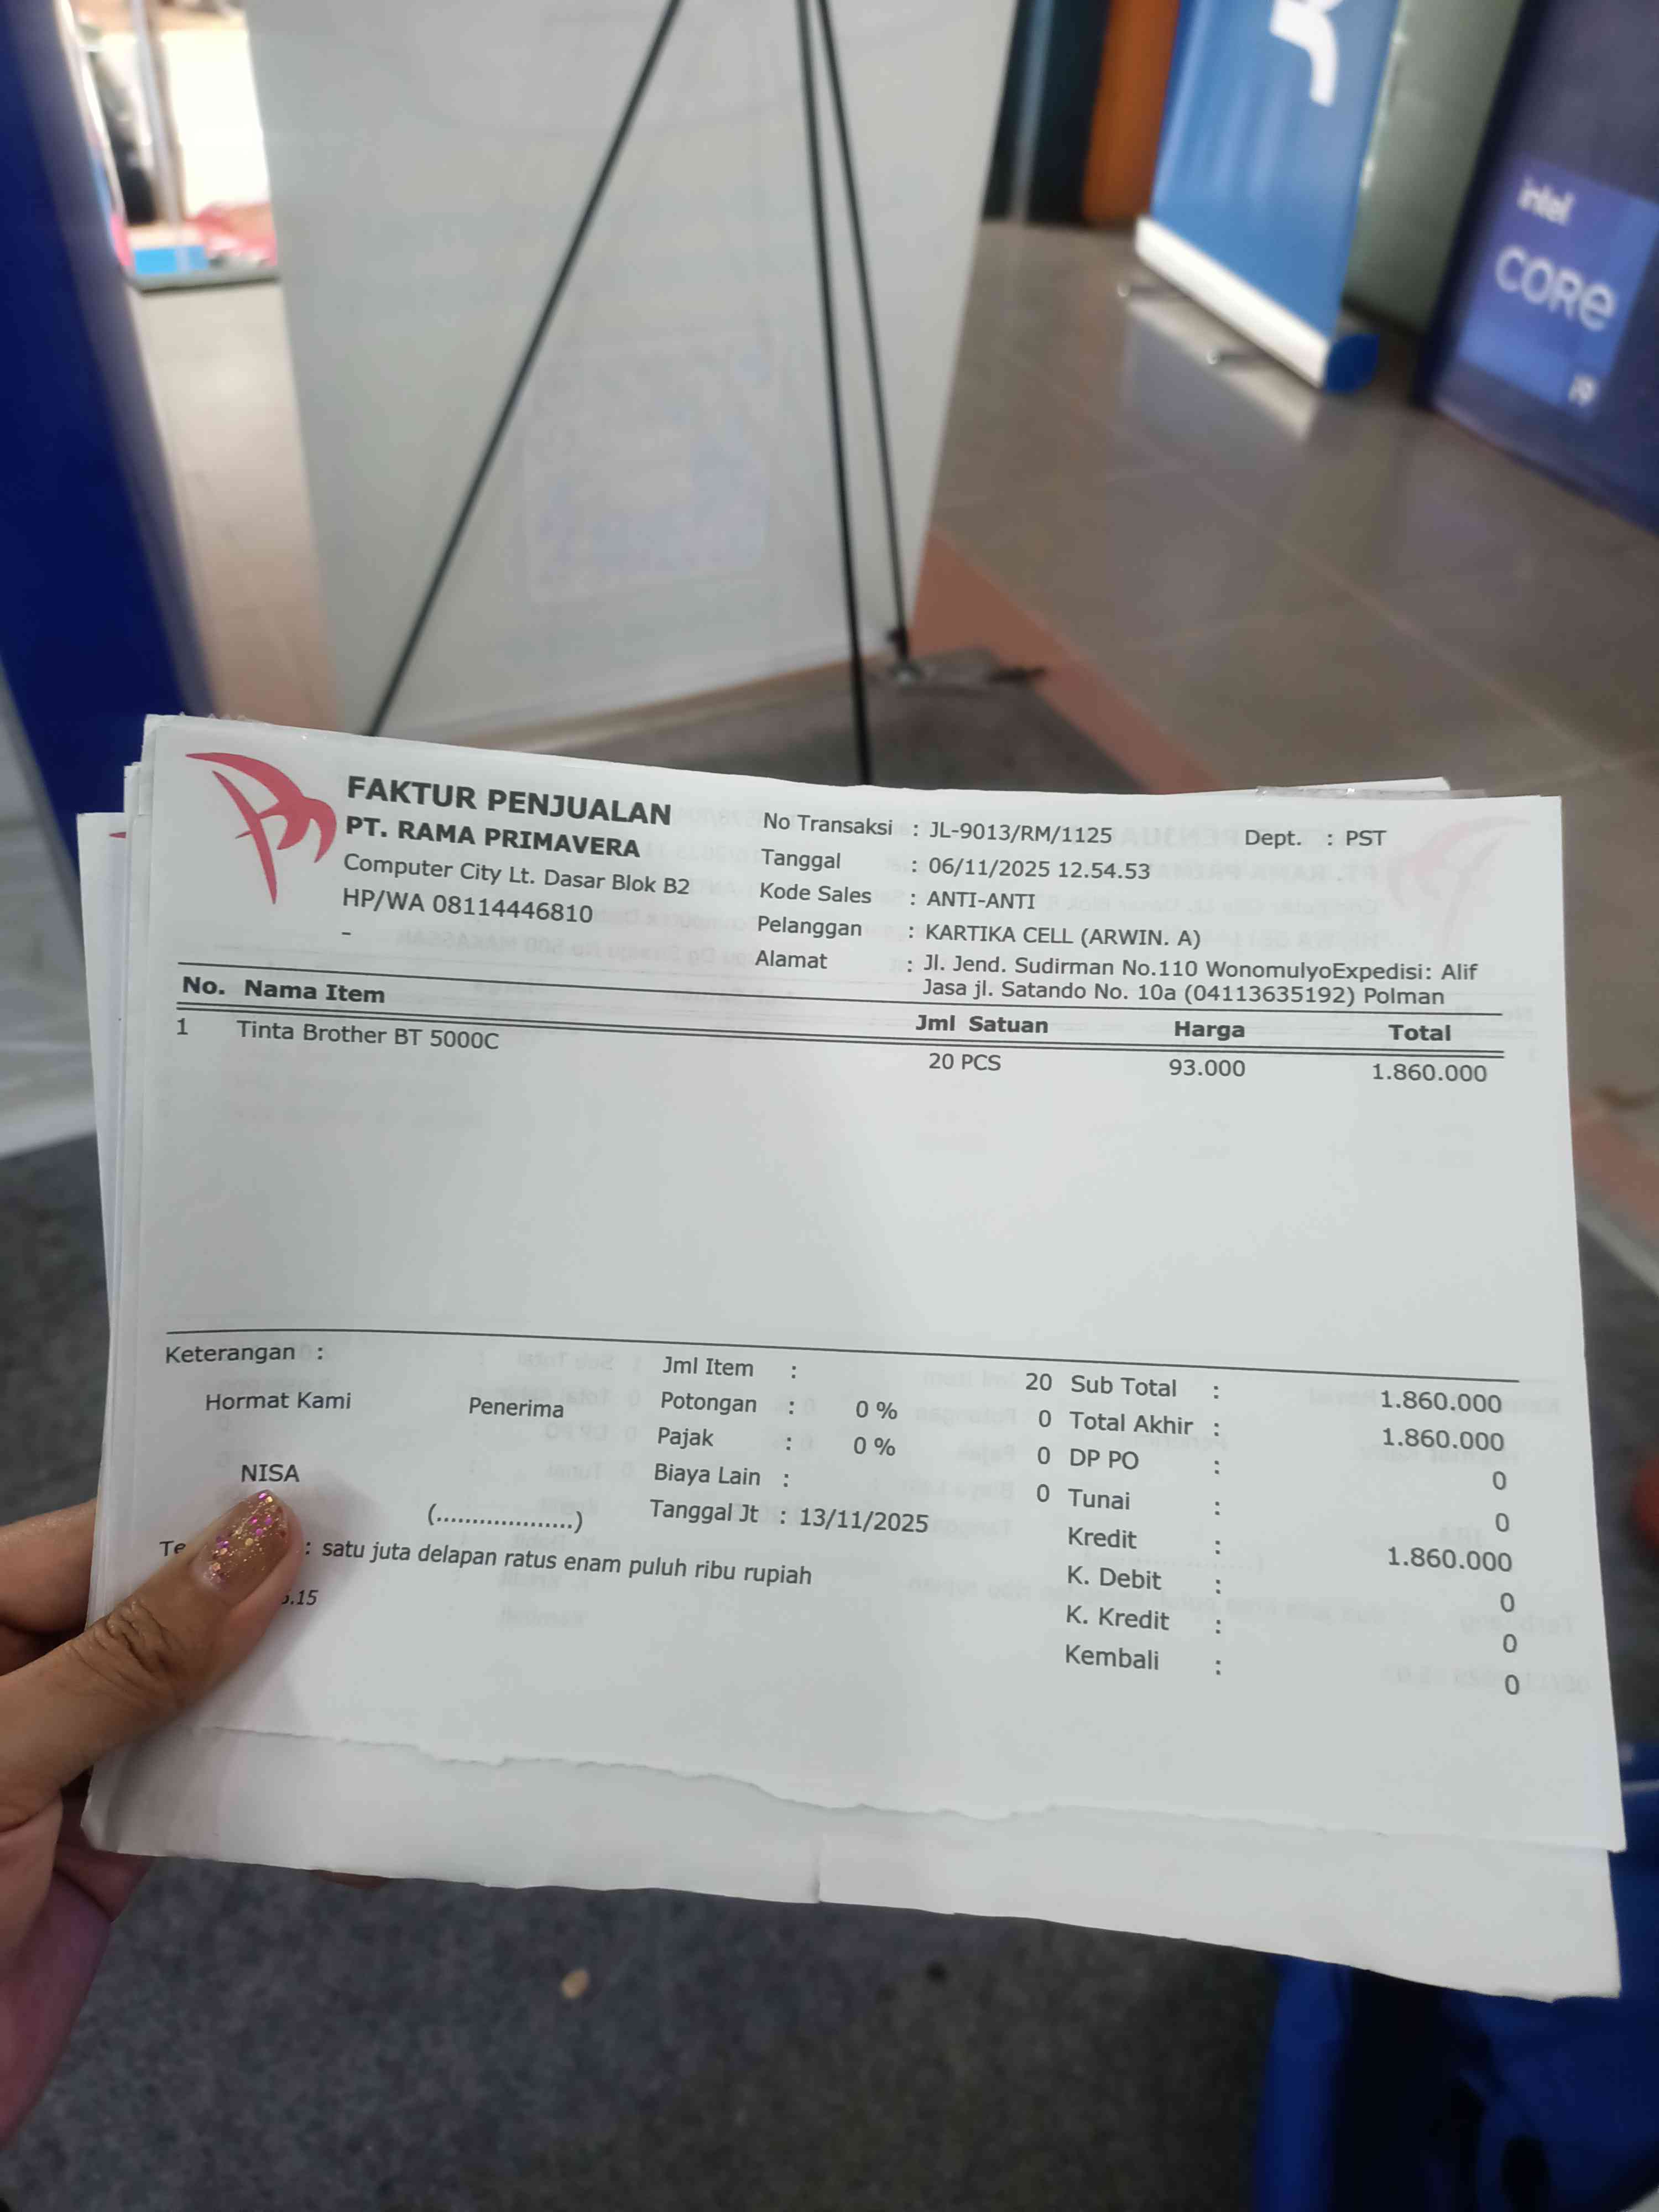 intel
CORe
i9
FAKTUR PENJUALAN
PT. RAMA PRIMAVERA
Computer City Lt. Dasar Blok B2
HP/WA 08114446810
-
No Transaksi : JL-9013/RM/1125 Dept. : PST
Tanggal : 06/11/2025 12.54.53
Kode Sales : ANTI-ANTI
Pelanggan : KARTIKA CELL (ARWIN. A)
Alamat : Jl. Jend. Sudirman No.110 WonomulyoExpedisi: Alif
Jasa jl. Satando No. 10a (04113635192) Polman
No. Nama Item Jml Satuan Harga Total
1 Tinta Brother BT 5000C 20 PCS 93.000 1.860.000
Keterangan :
Hormat Kami Penerima
NISA
(...................)
Jml Item : 20
Potongan : 0 % 0
Pajak : 0 % 0
Biaya Lain : 0
Tanggal Jt : 13/11/2025
Sub Total : 1.860.000
Total Akhir : 1.860.000
DP PO : 0
Tunai : 0
Kredit : 1.860.000
K. Debit : 0
K. Kredit : 0
Kembali : 0
: satu juta delapan ratus enam puluh ribu rupiah
.15